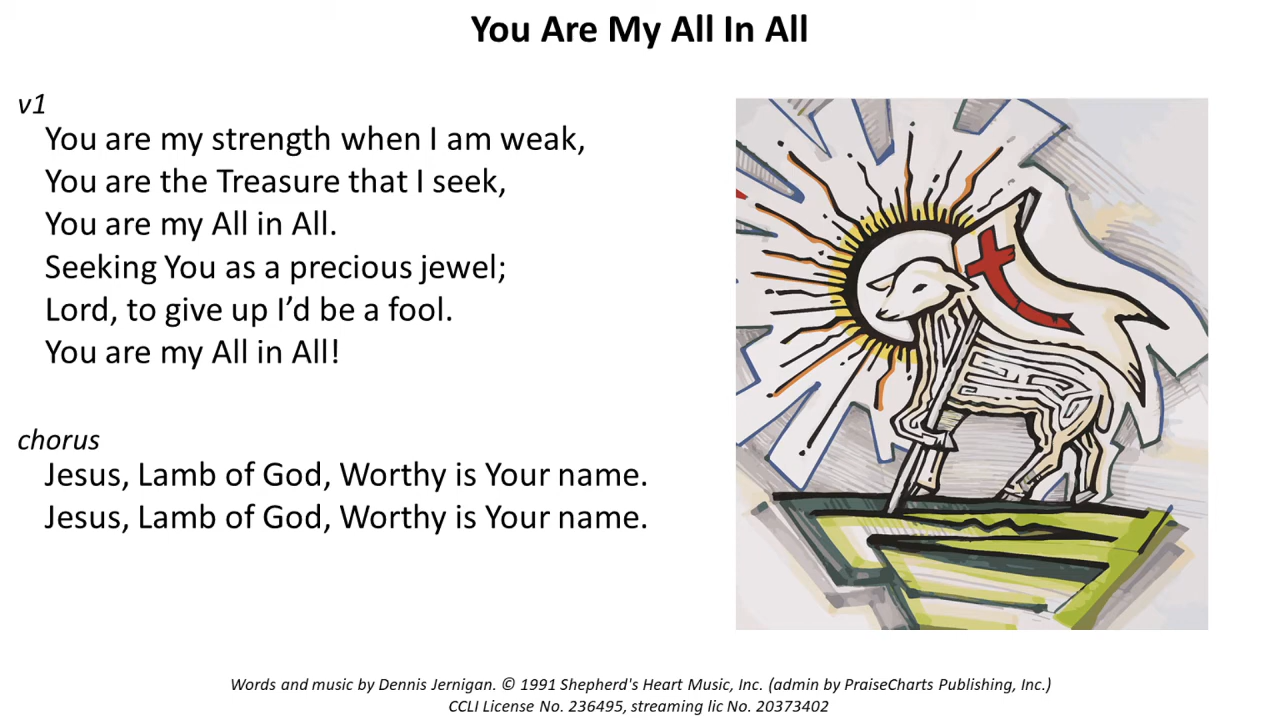 You Are My All In All
v1
You are my strength when I am weak,
You are the Treasure that I seek,
You are my All in All.
Seeking You as a precious jewel;
Lord, to give up I’d be a fool.
You are my All in All!
chorus
Jesus, Lamb of God, Worthy is Your name.
Jesus, Lamb of God, Worthy is Your name.
Words and music by Dennis Jernigan. © 1991 Shepherd's Heart Music, Inc. (admin by PraiseCharts Publishing, Inc.)
CCLI License No. 236495, streaming lic No. 20373402